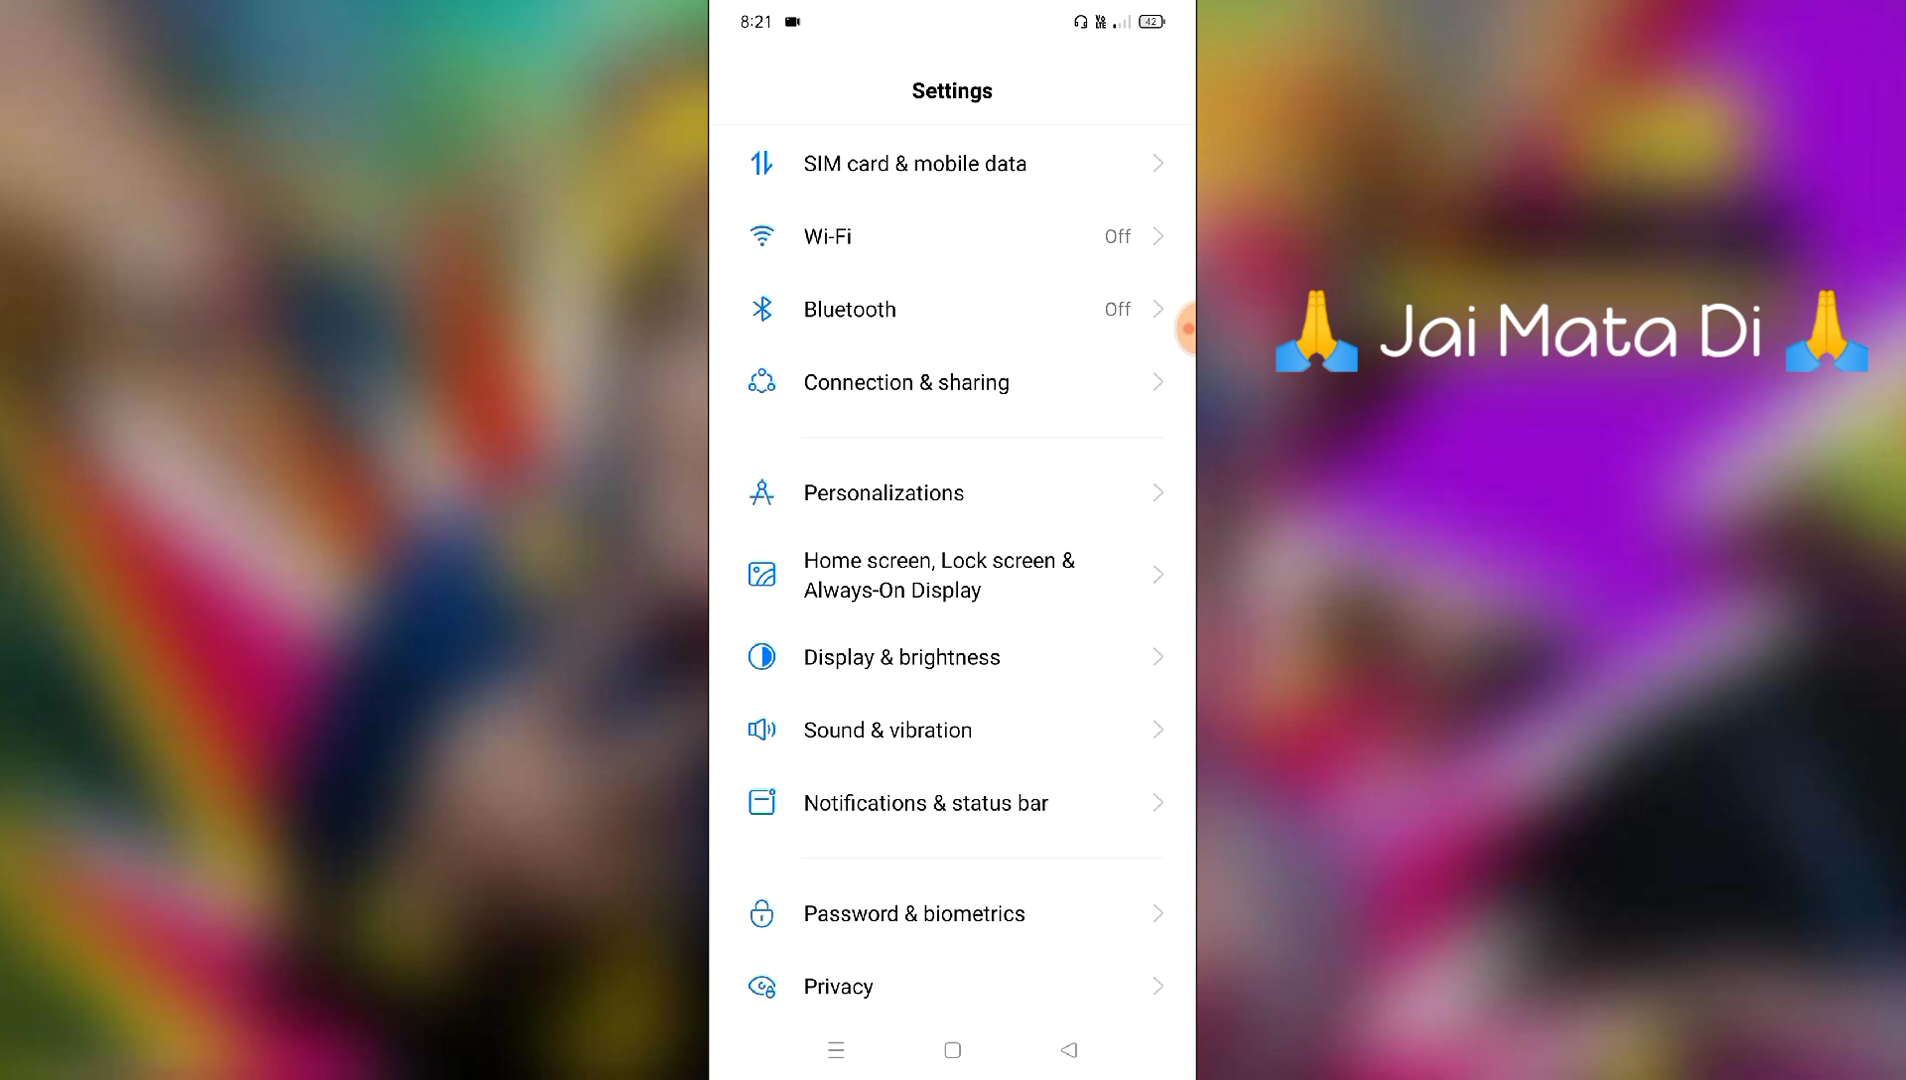 8:21
42
Settings
SIM card & mobile data
Wi-Fi Off
Bluetooth Off
Connection & sharing
🙏 Jai Mata Di 🙏
Personalizations
Home screen, Lock screen &
Always-On Display
Display & brightness
Sound & vibration
Notifications & status bar
Password & biometrics
Privacy